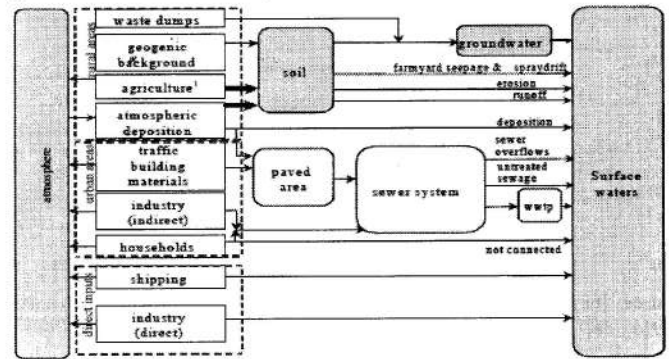 atmosphere
rural areas
waste dumps
geogenic
background
agriculture
atmospheric
deposition
urban areas
traffic
building
materials
industry
(indirect)
households
direct inputs
shipping
industry
(direct)
soil
groundwater
farmyard seepage & spraydrift
erosion
runoff
deposition
paved
area
sewer system
sewer
overflows
untreated
sewage
wwtp
not connected
Surface
waters